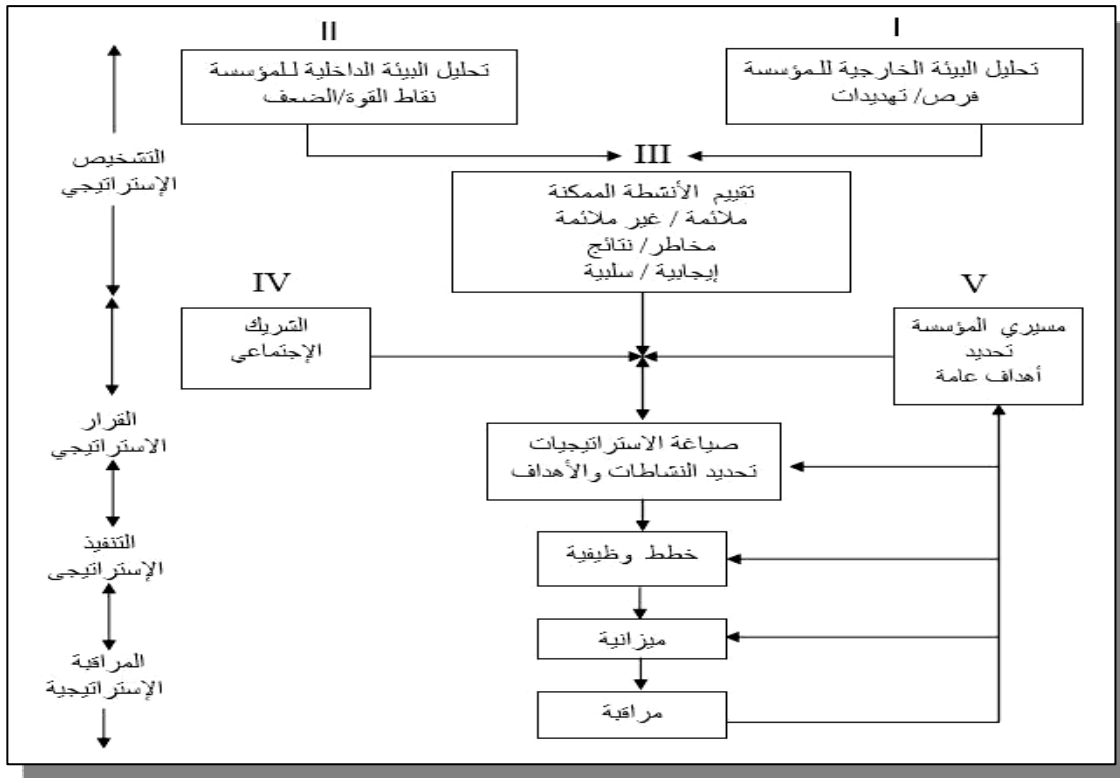 I
تحليل البيئة الخارجية للمؤسسة
فرص/ تهديدات
II
تحليل البيئة الداخلية للمؤسسة
نقاط القوة/الضعف
التشخيص
الإستراتيجي
III
تقييم الأنشطة الممكنة
ملائمة / غير ملائمة
مخاطر/ نتائج
إيجابية / سلبية
V
مسيري المؤسسة
تحديد
أهداف عامة
IV
الشريك
الإجتماعي
القرار
الاستراتيجي
صياغة الاستراتيجيات
تحديد النشاطات والأهداف
خطط وظيفية
التنفيذ
الإستراتيجى
ميزانية
مراقبة
المراقبة
الإستراتيجية